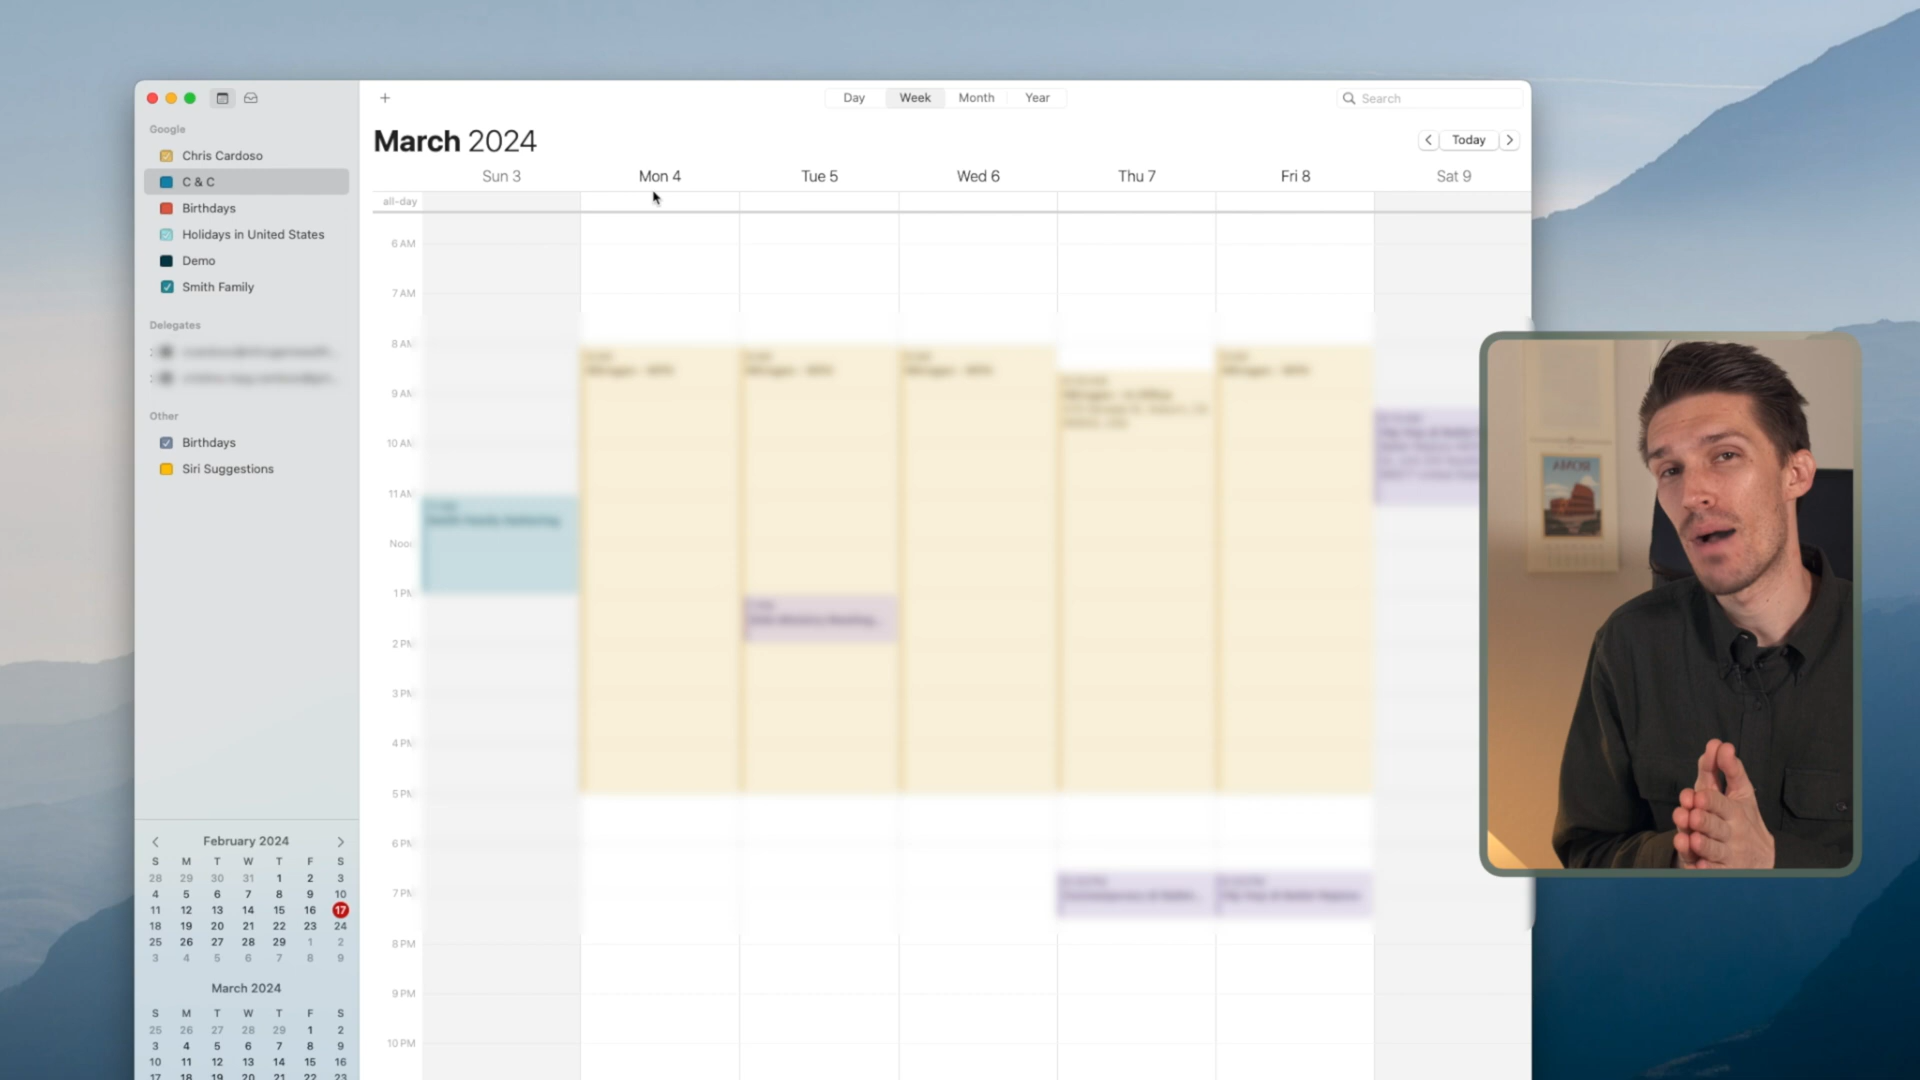 Day Week Month Year
Search
Google
Chris Cardoso
C & C
Birthdays
Holidays in United States
Demo
Smith Family
Delegates
Other
Birthdays
Siri Suggestions
March 2024
Today
Sun 3 Mon 4 Tue 5 Wed 6 Thu 7 Fri 8 Sat 9
all-day
6 AM
7 AM
8 AM
9 AM
10 AM
11 AM
Noon
1 PM
2 PM
3 PM
4 PM
5 PM
6 PM
7 PM
8 PM
9 PM
10 PM
February 2024
S M T W T F S
28 29 30 31 1 2 3
4 5 6 7 8 9 10
11 12 13 14 15 16 17
18 19 20 21 22 23 24
25 26 27 28 29 1 2
3 4 5 6 7 8 9
March 2024
S M T W T F S
25 26 27 28 29 1 2
3 4 5 6 7 8 9
10 11 12 13 14 15 16
17 18 19 20 21 22 23